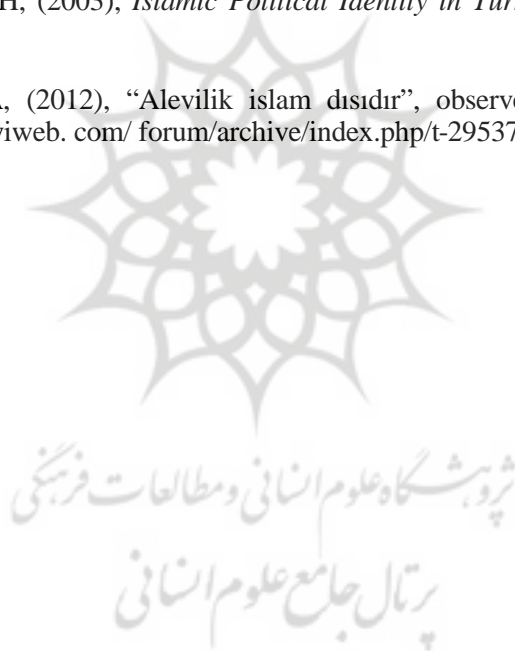 H, (2003), Islamic Political Identity in Tur
A, (2012), “Alevilik islam dısıdır”, observe
viweb. com/ forum/archive/index.php/t-29537
پژوهشگاه علوم انسانی و مطالعات فرهنگی
پرتال جامع علوم انسانی